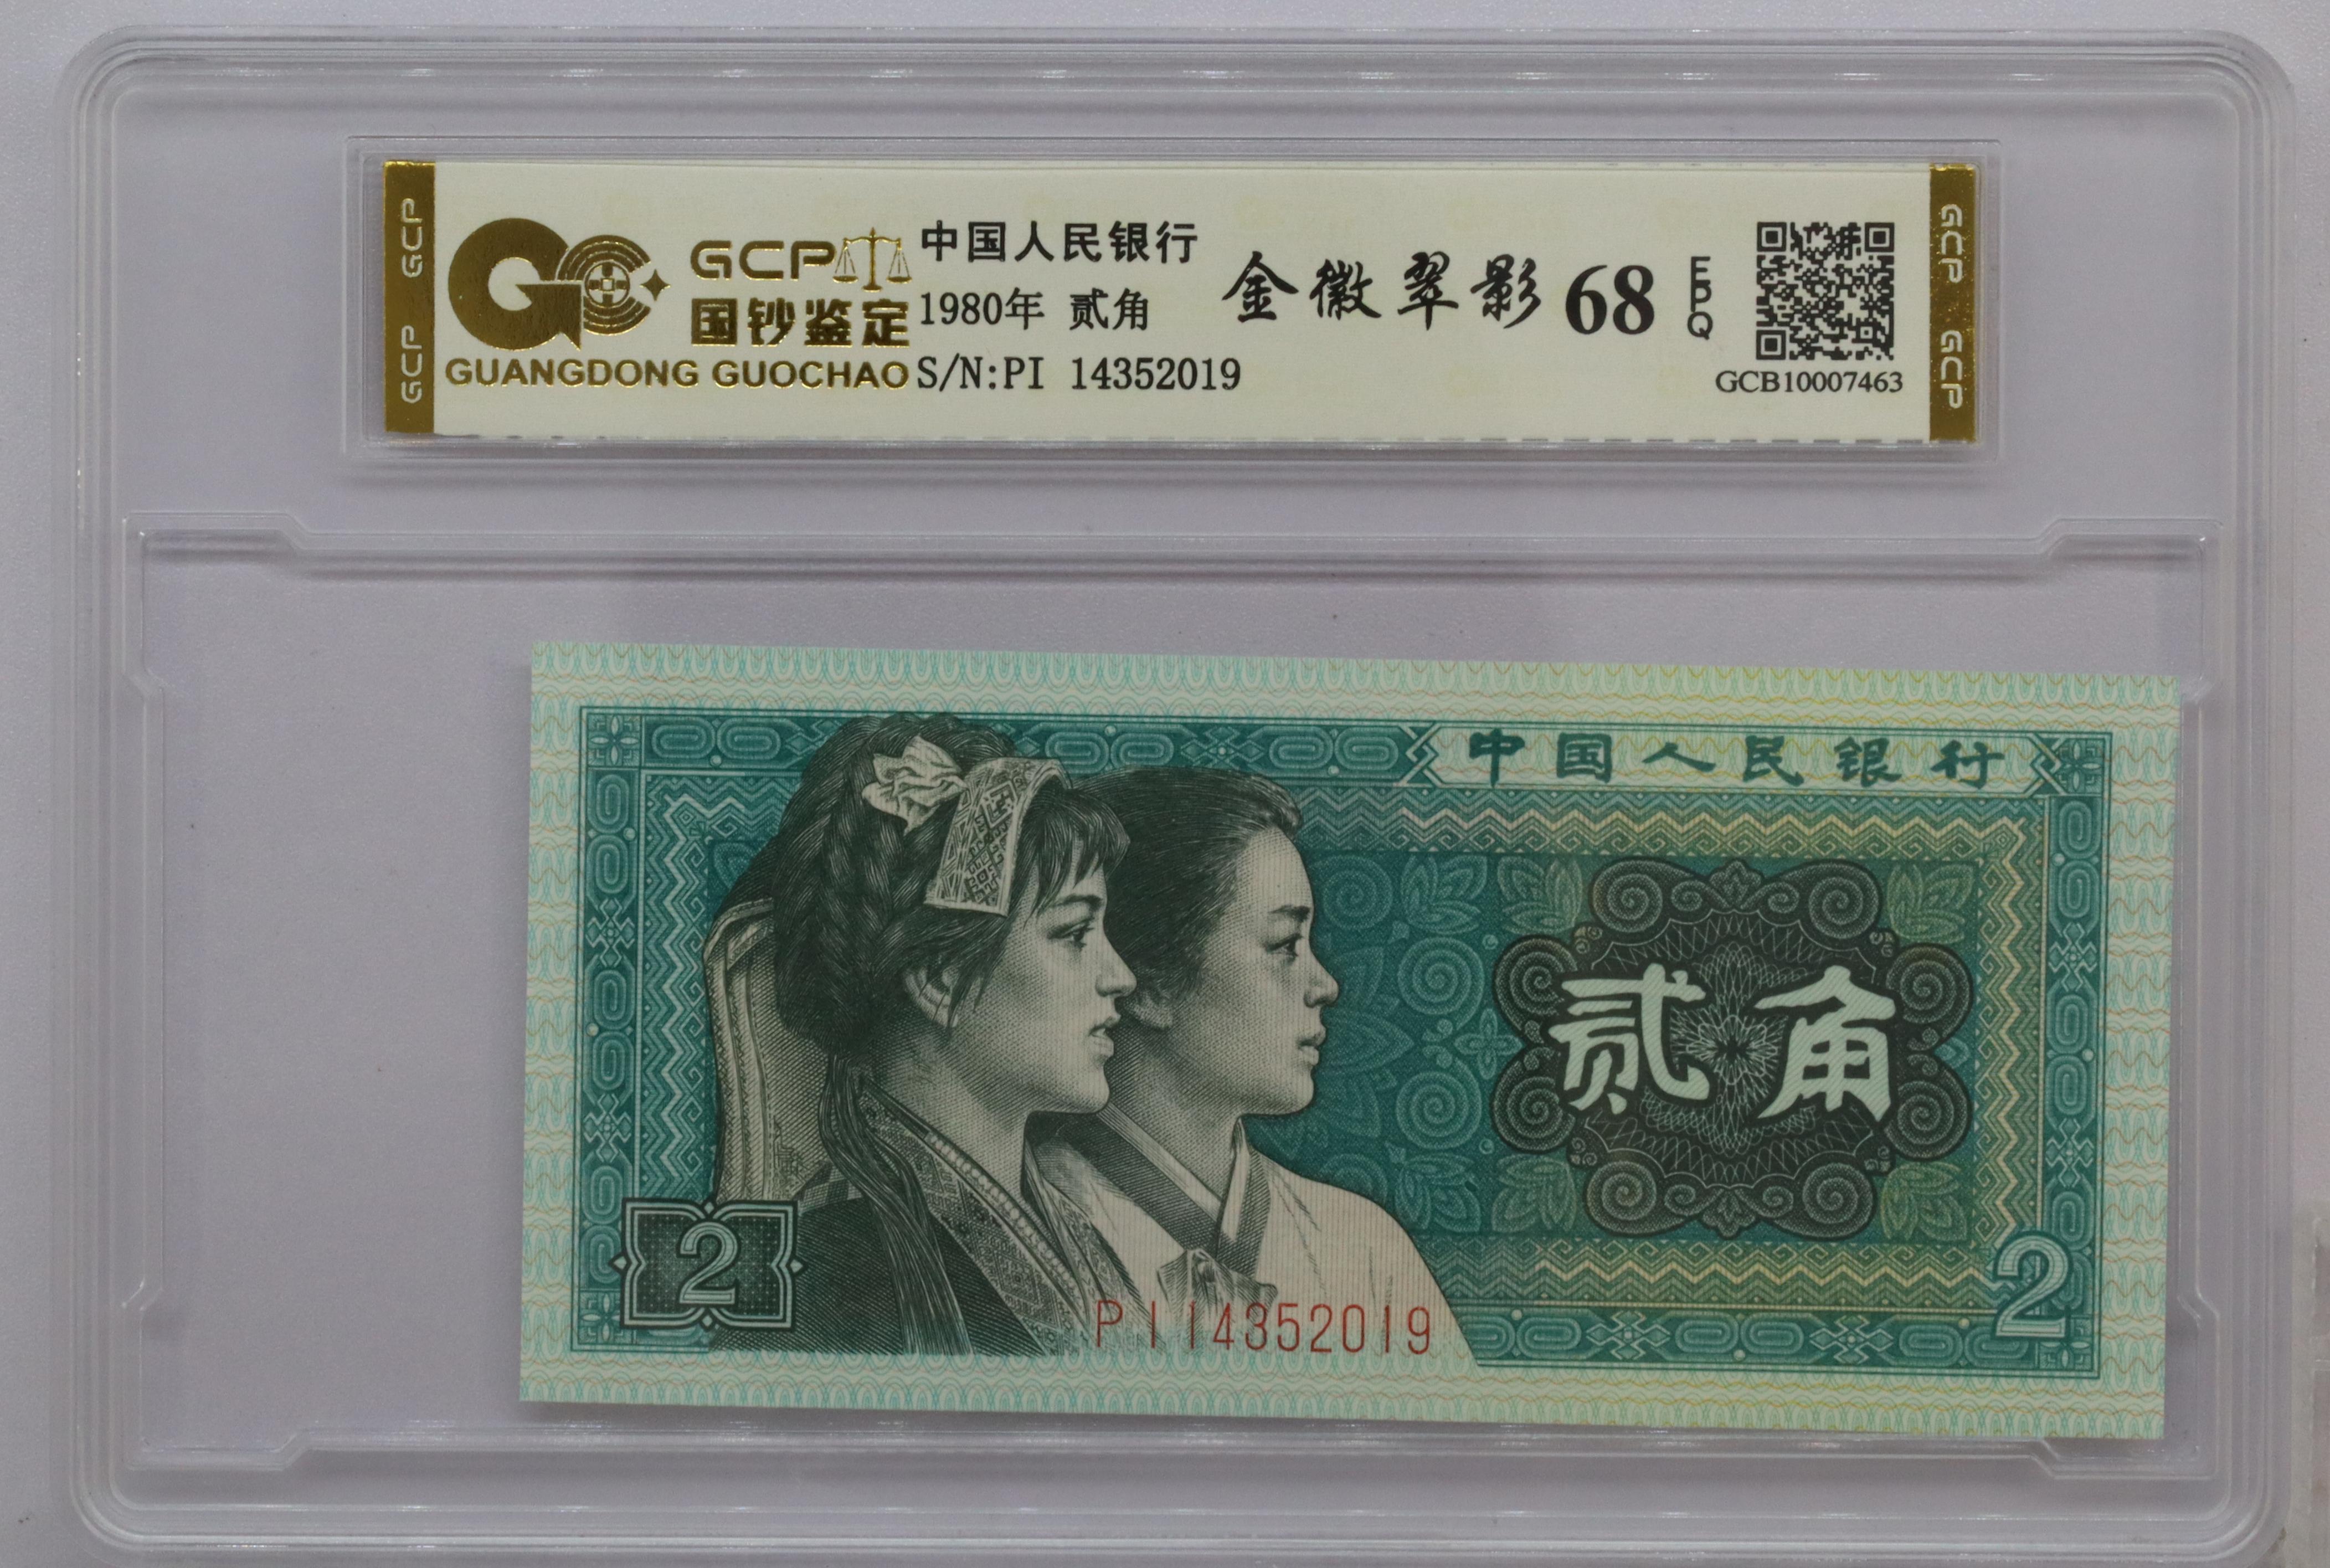 GCP GCP
GCP
国钞鉴定
GUANGDONG GUOCHAO
中国人民银行
1980年 贰角
S/N:PI 14352019
金徽翠影 68 EPQ
GCB10007463
GCP GCP
中国人民银行
贰角
2
2
PI 14352019